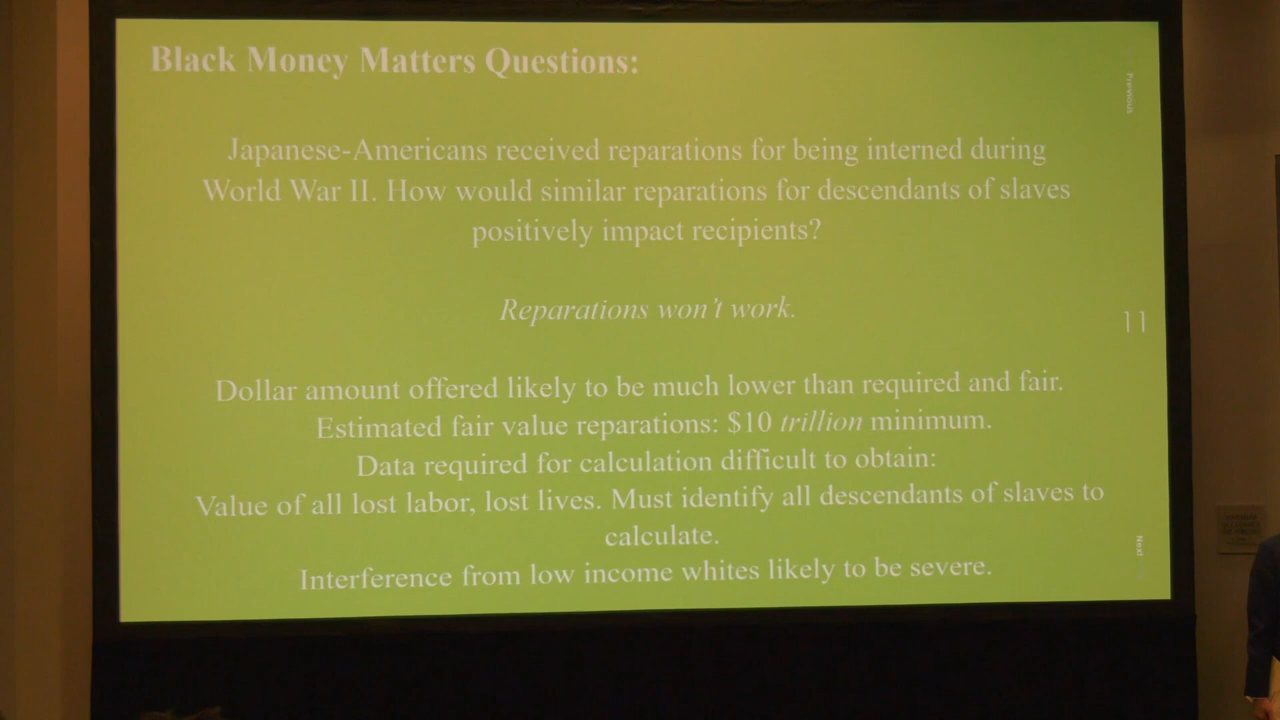 Black Money Matters Questions:
Previous
Japanese-Americans received reparations for being interned during
World War II. How would similar reparations for descendants of slaves
positively impact recipients?
Reparations won't work.
11
Dollar amount offered likely to be much lower than required and fair.
Estimated fair value reparations: $10 trillion minimum.
Data required for calculation difficult to obtain:
Value of all lost labor, lost lives. Must identify all descendants of slaves to
calculate.
Interference from low income whites likely to be severe.
Next